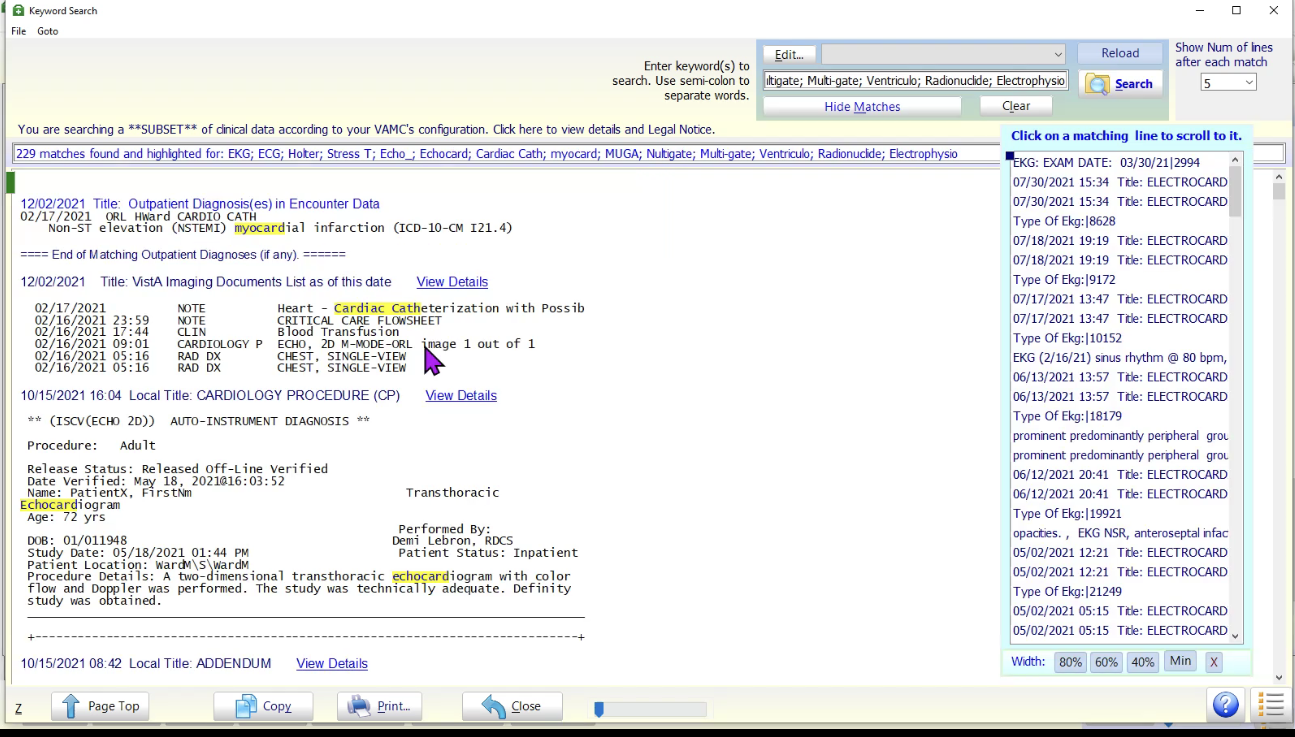 Keyword Search
File Goto
Enter keyword(s) to
search. Use semi-colon to
separate words.
Edit...
Reload
ultigate; Multi-gate; Ventriculo; Radionuclide; Electrophysio
Search
Hide Matches
Clear
Show Num of lines
after each match
5
You are searching a **SUBSET** of clinical data according to your VAMC's configuration. Click here to view details and Legal Notice.
229 matches found and highlighted for: EKG; ECG; Holter; Stress T; Echo_; Echocard; Cardiac Cath; myocard; MUGA; Nultigate; Multi-gate; Ventriculo; Radionuclide; Electrophysio
12/02/2021 Title: Outpatient Diagnosis(es) in Encounter Data
02/17/2021 ORL HWard CARDIO CATH
Non-ST elevation (NSTEMI) myocardial infarction (ICD-10-CM I21.4)
==== End of Matching Outpatient Diagnoses (if any). ======
12/02/2021 Title: VistA Imaging Documents List as of this date View Details
02/17/2021 NOTE Heart - Cardiac Catheterization with Possib
02/16/2021 23:59 NOTE CRITICAL CARE FLOWSHEET
02/16/2021 17:44 CLIN Blood Transfusion
02/16/2021 09:01 CARDIOLOGY P ECHO, 2D M-MODE-ORL image 1 out of 1
02/16/2021 05:16 RAD DX CHEST, SINGLE-VIEW
02/16/2021 05:16 RAD DX CHEST, SINGLE-VIEW
10/15/2021 16:04 Local Title: CARDIOLOGY PROCEDURE (CP) View Details
** (ISCV(ECHO 2D)) AUTO-INSTRUMENT DIAGNOSIS **
Procedure: Adult
Release Status: Released Off-Line Verified
Date Verified: May 18, 2021@16:03:52
Name: PatientX, FirstNm Transthoracic
Echocardiogram
Age: 72 yrs
Performed By:
DOB: 01/011948 Demi Lebron, RDCS
Study Date: 05/18/2021 01:44 PM Patient Status: Inpatient
Patient Location: WardM\S\WardM
Procedure Details: A two-dimensional transthoracic echocardiogram with color
flow and Doppler was performed. The study was technically adequate. Definity
study was obtained.
+------------------------------------------------------------------------------+
10/15/2021 08:42 Local Title: ADDENDUM View Details
Click on a matching line to scroll to it.
EKG: EXAM DATE: 03/30/21|2994
07/30/2021 15:34 Title: ELECTROCARD
07/30/2021 15:34 Title: ELECTROCARD
Type Of Ekg:|8628
07/18/2021 19:19 Title: ELECTROCARD
07/18/2021 19:19 Title: ELECTROCARD
Type Of Ekg:|9172
07/17/2021 13:47 Title: ELECTROCARD
07/17/2021 13:47 Title: ELECTROCARD
Type Of Ekg:|10152
EKG (2/16/21) sinus rhythm @ 80 bpm,
06/13/2021 13:57 Title: ELECTROCARD
06/13/2021 13:57 Title: ELECTROCARD
Type Of Ekg:|18179
prominent predominantly peripheral grou
prominent predominantly peripheral grou
06/12/2021 20:41 Title: ELECTROCARD
06/12/2021 20:41 Title: ELECTROCARD
Type Of Ekg:|19921
opacities. , EKG NSR, anteroseptal infac
05/02/2021 12:21 Title: ELECTROCARD
05/02/2021 12:21 Title: ELECTROCARD
Type Of Ekg:|21249
05/02/2021 05:15 Title: ELECTROCARD
05/02/2021 05:15 Title: ELECTROCARD
Width: 80% 60% 40% Min X
Z Page Top Copy Print... Close ?